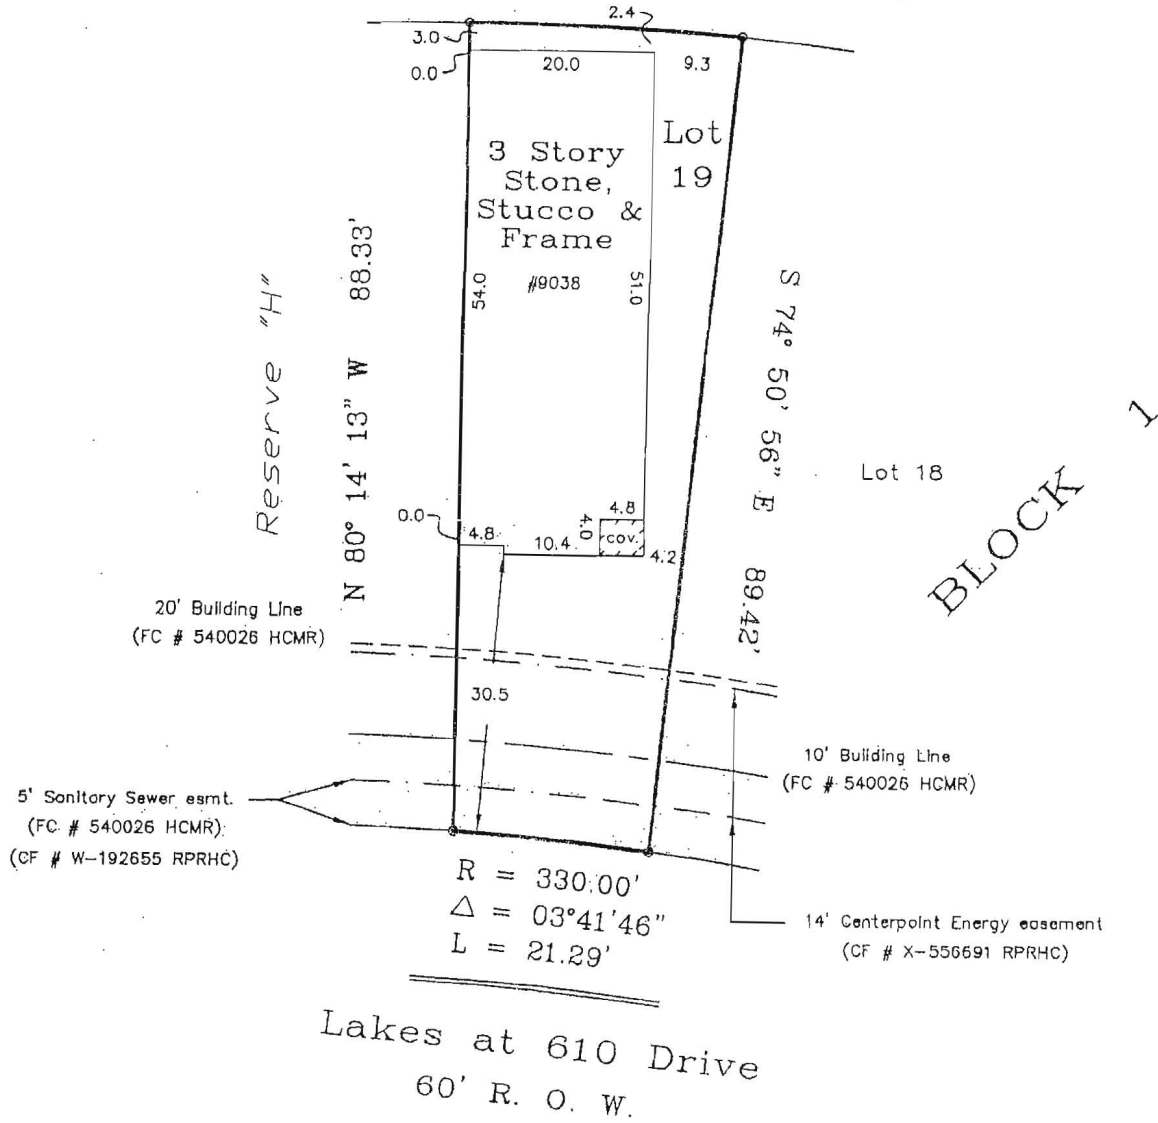 2.4
3.0
0.0
20.0
9.3
Lot
19
3 Story
Stone,
Stucco &
Frame
#9038
54.0
51.0
Reserve "H"
N 80° 14' 13" W 88.33'
S 74° 50' 56" E 89.42'
Lot 18
BLOCK 1
0.0
4.8
10.4
4.0
4.8
COV.
4.2
20' Building Line
(FC # 540026 HCMR)
30.5
10' Building Line
(FC # 540026 HCMR)
5' Sanitary Sewer esmt.
(FC # 540026 HCMR)
(CF # W-192655 RPRHC)
R = 330.00'
△ = 03°41'46"
L = 21.29'
14' Centerpoint Energy easement
(CF # X-556691 RPRHC)
Lakes at 610 Drive
60' R. O. W.